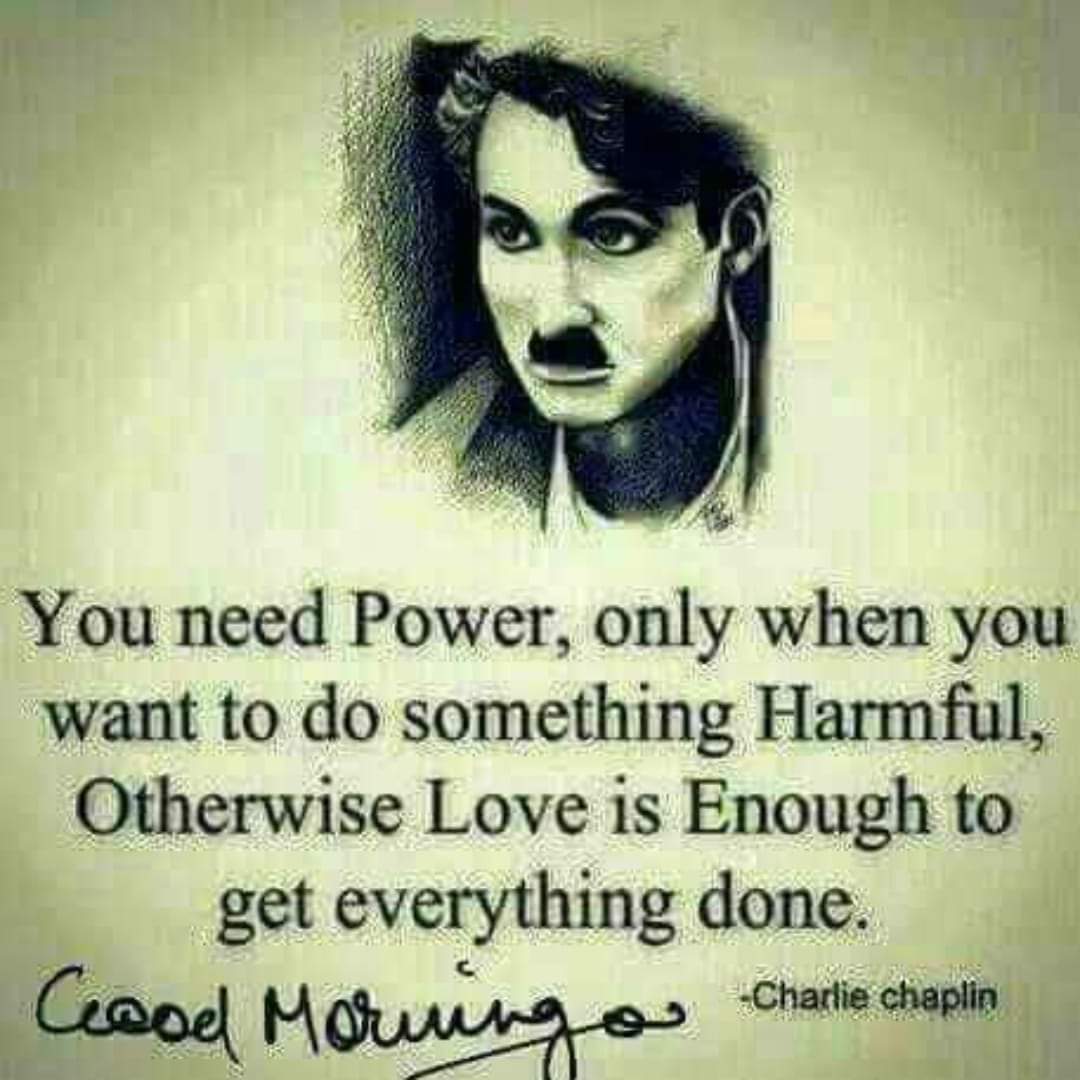 You need Power, only when you
want to do something Harmful,
Otherwise Love is Enough to
get everything done.
Good Morning
-Charlie chaplin